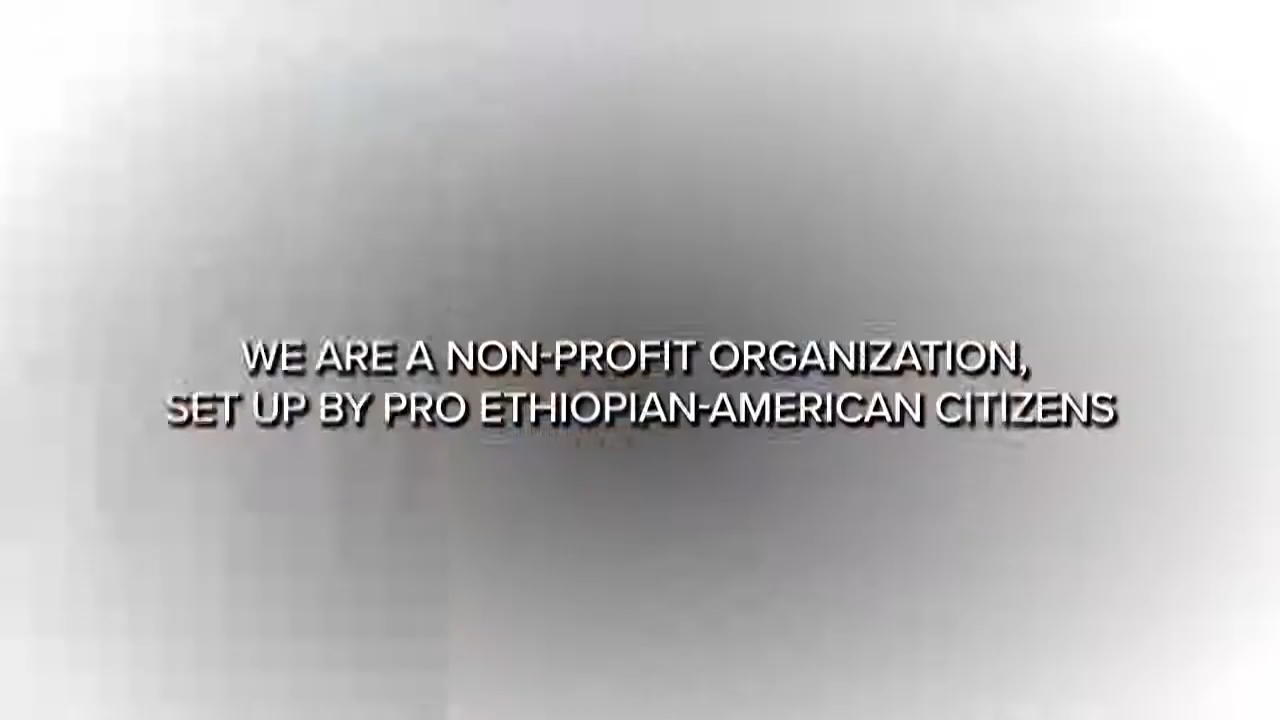 WE ARE A NON-PROFIT ORGANIZATION,
SET UP BY PRO ETHIOPIAN-AMERICAN CITIZENS